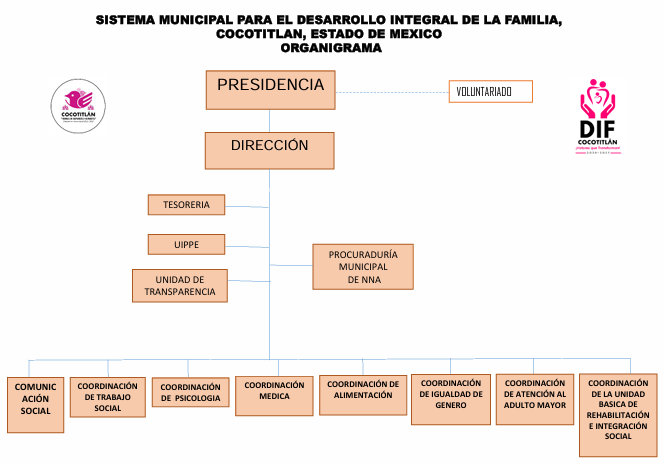 SISTEMA MUNICIPAL PARA EL DESARROLLO INTEGRAL DE LA FAMILIA,
COCOTITLAN, ESTADO DE MEXICO
ORGANIGRAMA
COCOTITLÁN
DIF
COCOTITLÁN
PRESIDENCIA
VOLUNTARIADO
DIRECCIÓN
TESORERIA
UIPPE
UNIDAD DE
TRANSPARENCIA
PROCURADURÍA
MUNICIPAL
DE NNA
COMUNIC
ACIÓN
SOCIAL
COORDINACIÓN
DE TRABAJO
SOCIAL
COORDINACIÓN
DE PSICOLOGIA
COORDINACIÓN
MEDICA
COORDINACIÓN DE
ALIMENTACIÓN
COORDINACIÓN
DE IGUALDAD DE
GENERO
COORDINACIÓN
DE ATENCIÓN AL
ADULTO MAYOR
COORDINACIÓN
DE LA UNIDAD
BASICA DE
REHABILITACIÓN
E INTEGRACIÓN
SOCIAL